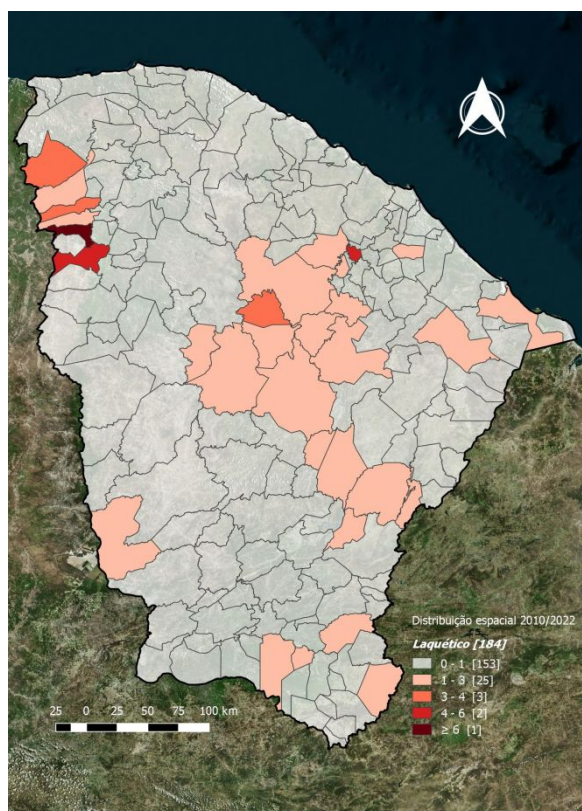 Distribuição espacial 2010/2022
Laquético [184]
0 - 1 [153]
1 - 3 [25]
3 - 4 [3]
4 - 6 [2]
≥ 6 [1]
25 0 25 50 75 100 km